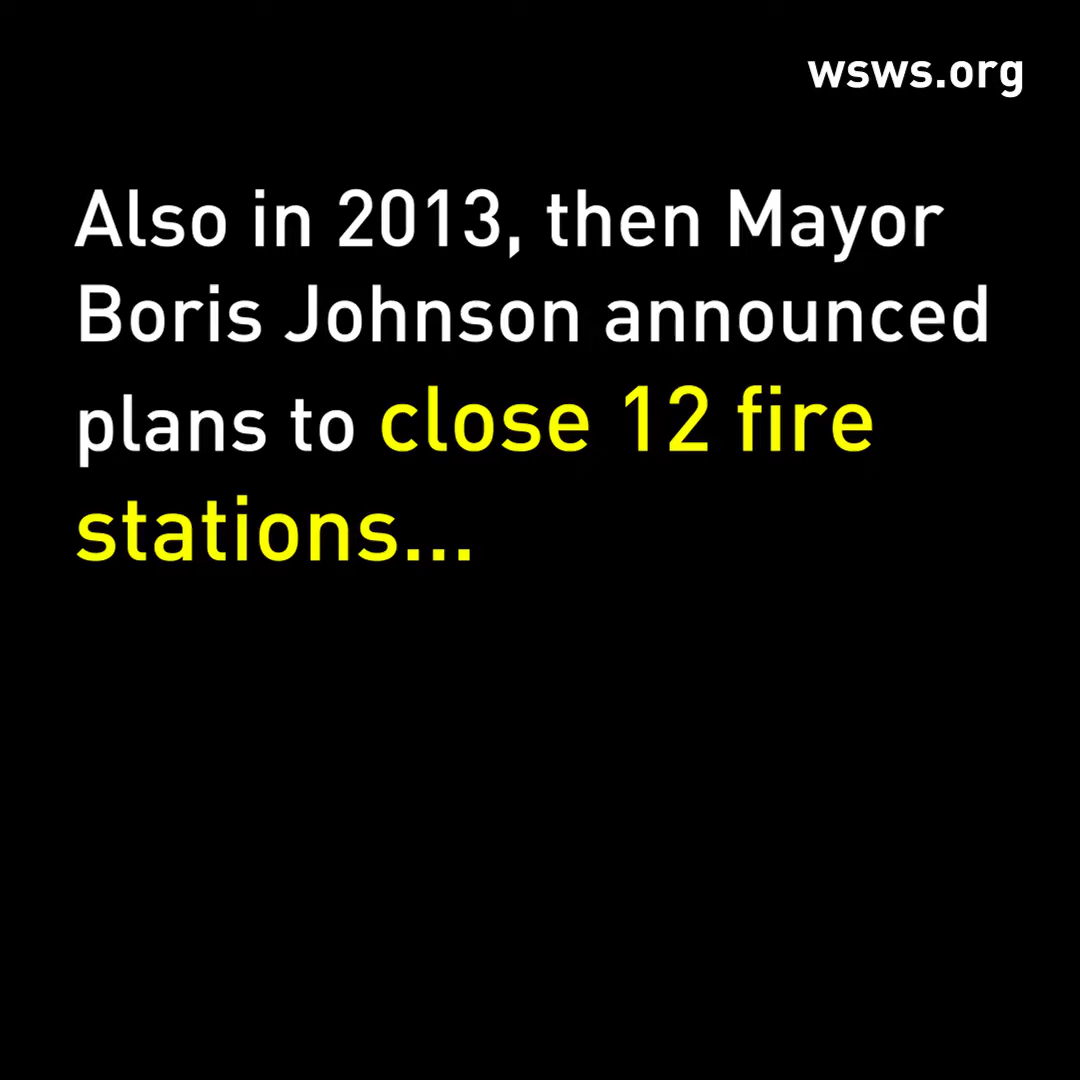 wsws.org
Also in 2013, then Mayor
Boris Johnson announced
plans to close 12 fire
stations...